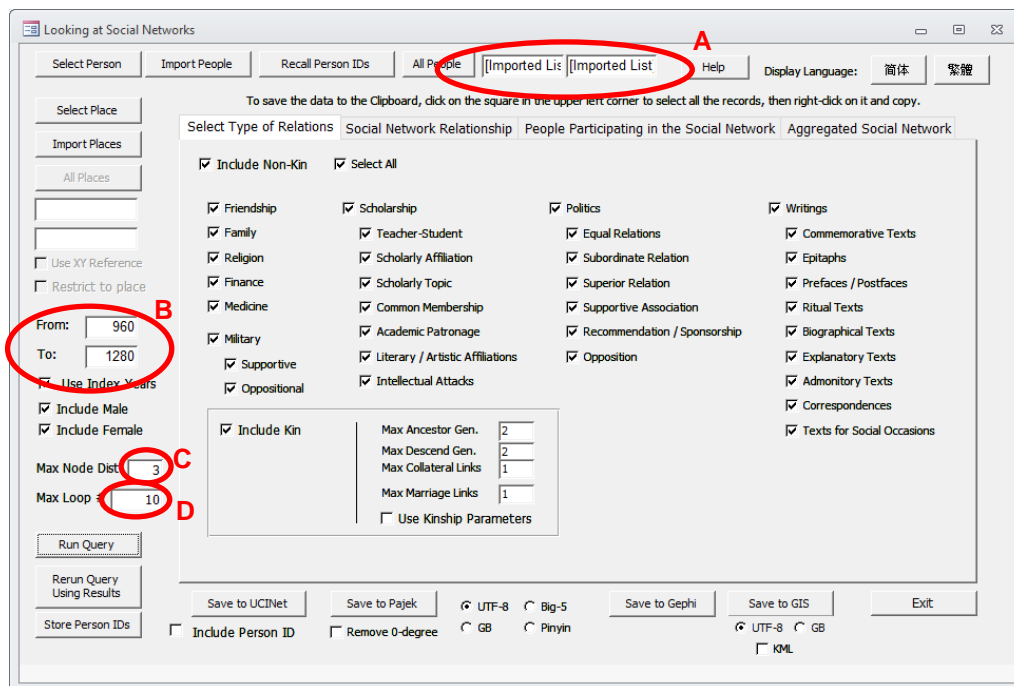 Looking at Social Networks
A
Select Person Import People Recall Person IDs All People [Imported Lis [Imported List Help Display Language: 简体 繁體
To save the data to the Clipboard, click on the square in the upper left corner to select all the records, then right-click on it and copy.
Select Place
Import Places
All Places
Use XY Reference
Restrict to place
B
From: 960
To: 1280
Use Index Years
Include Male
Include Female
Max Node Dist 3 C
Max Loop # 10 D
Run Query
Rerun Query
Using Results
Store Person IDs
Select Type of Relations Social Network Relationship People Participating in the Social Network Aggregated Social Network
Include Non-Kin Select All
Friendship Scholarship Politics Writings
Family Teacher-Student Equal Relations Commemorative Texts
Religion Scholarly Affiliation Subordinate Relation Epitaphs
Finance Scholarly Topic Superior Relation Prefaces / Postfaces
Medicine Common Membership Supportive Association Ritual Texts
Military Academic Patronage Recommendation / Sponsorship Biographical Texts
Supportive Literary / Artistic Affiliations Opposition Explanatory Texts
Oppositional Intellectual Attacks Admonitory Texts
Correspondences
Texts for Social Occasions
Include Kin
Max Ancestor Gen. 2
Max Descend Gen. 2
Max Collateral Links 1
Max Marriage Links 1
Use Kinship Parameters
Save to UCINet Save to Pajek UTF-8 Big-5 Save to Gephi Save to GIS Exit
Include Person ID Remove 0-degree GB Pinyin UTF-8 GB
KML